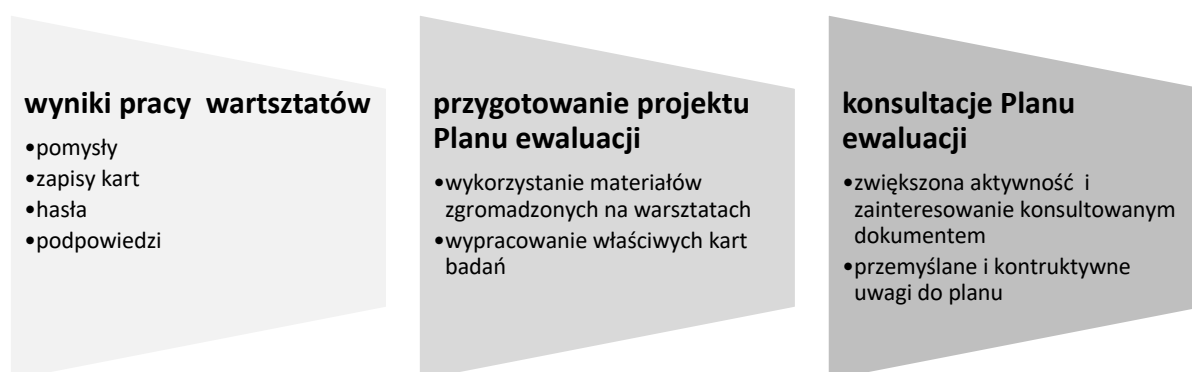 wyniki pracy  wartsztatów
•pomysły
•zapisy kart
•hasła
•podpowiedzi
przygotowanie projektu
Planu ewaluacji
•wykorzystanie materiałów
zgromadzonych na warsztatach
•wypracowanie właściwych kart
badań
konsultacje Planu
ewaluacji
•zwiększona aktywność  i
zainteresowanie konsultowanym
dokumentem
•przemyślane i kontruktywne
uwagi do planu